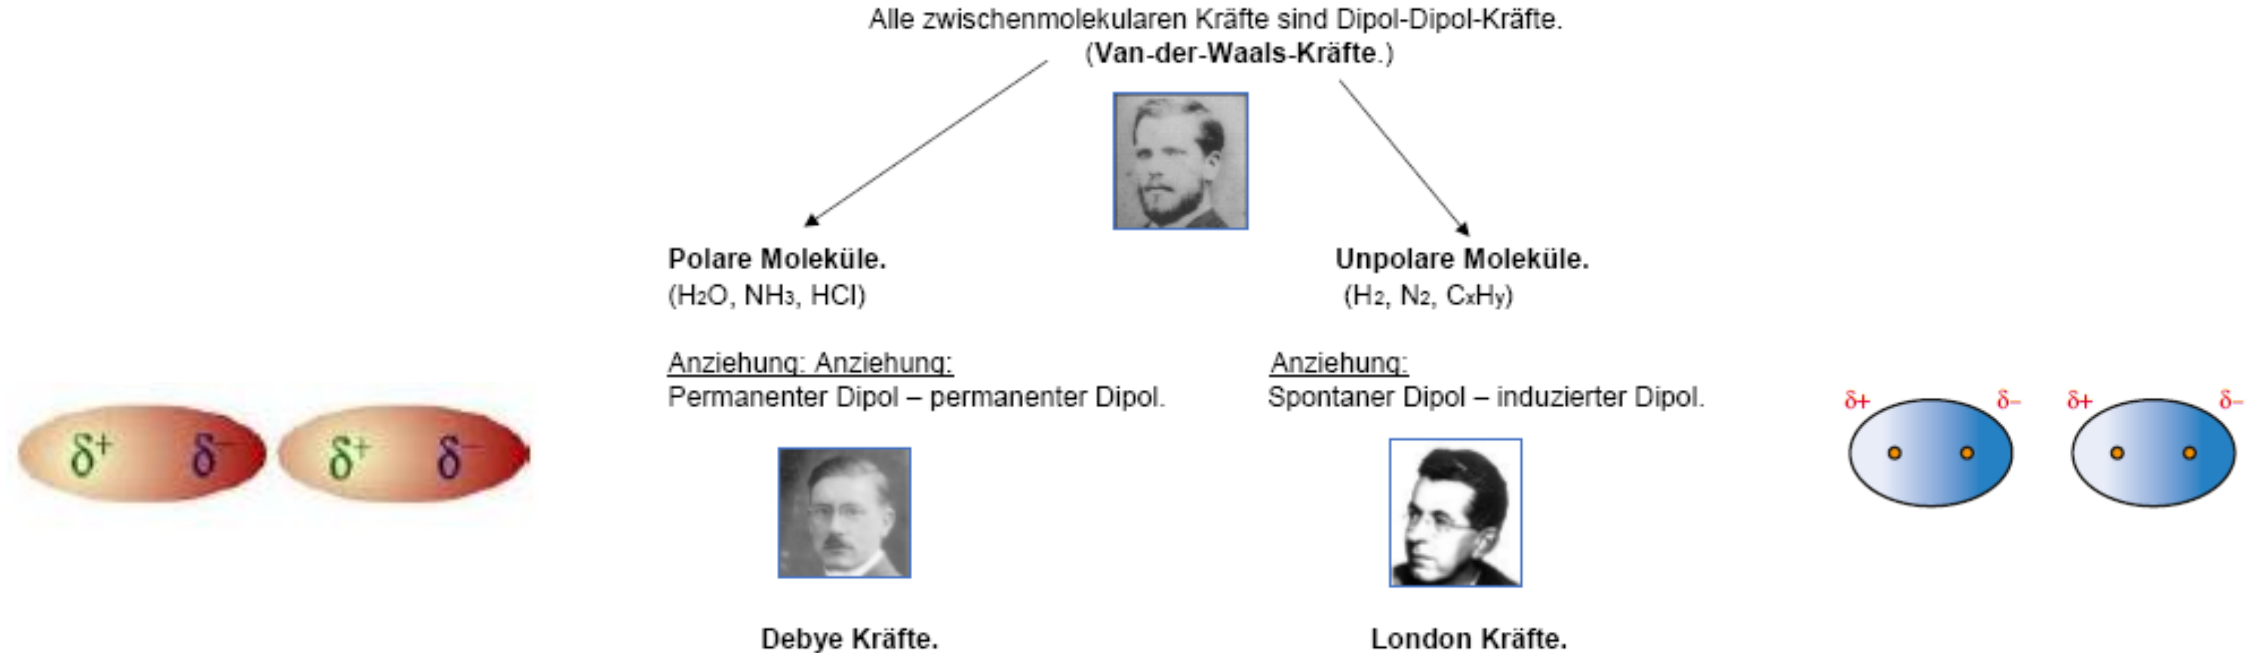 Alle zwischenmolekularen Kräfte sind Dipol-Dipol-Kräfte.
(Van-der-Waals-Kräfte.)
Polare Moleküle.
(H₂O, NH₃, HCl)
Unpolare Moleküle.
(H₂, N₂, CₓHᵧ)
Anziehung: Anziehung:
Permanenter Dipol – permanenter Dipol.
Anziehung:
Spontaner Dipol – induzierter Dipol.
δ+ δ− δ+ δ−
δ+ δ− δ+ δ−
Debye Kräfte.
London Kräfte.